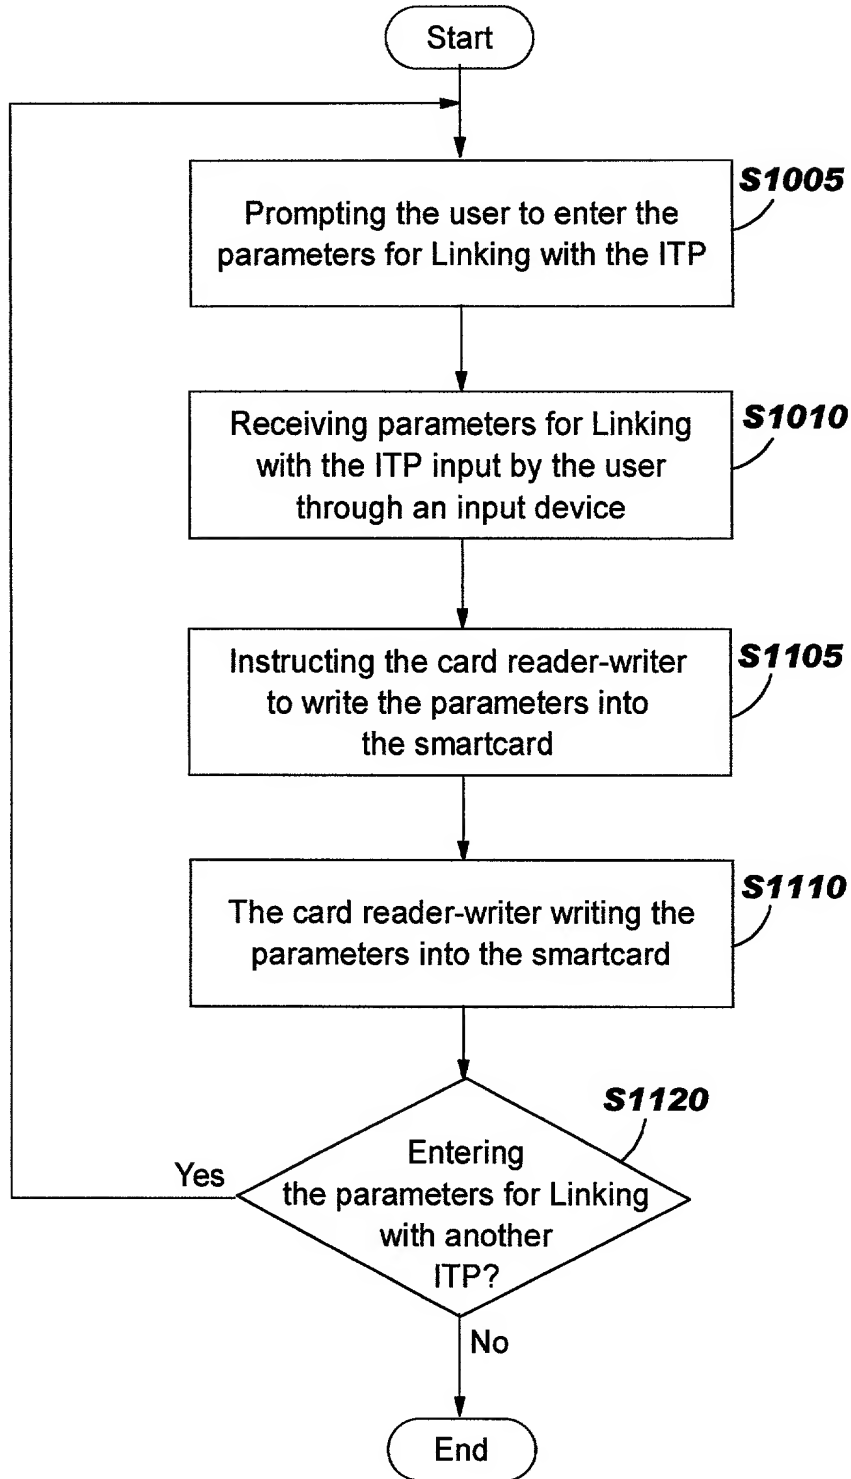 Start
S1005
Prompting the user to enter the
parameters for Linking with the ITP
S1010
Receiving parameters for Linking
with the ITP input by the user
through an input device
S1105
Instructing the card reader-writer
to write the parameters into
the smartcard
S1110
The card reader-writer writing the
parameters into the smartcard
S1120
Entering
Yes
the parameters for Linking
with another
ITP?
No
End